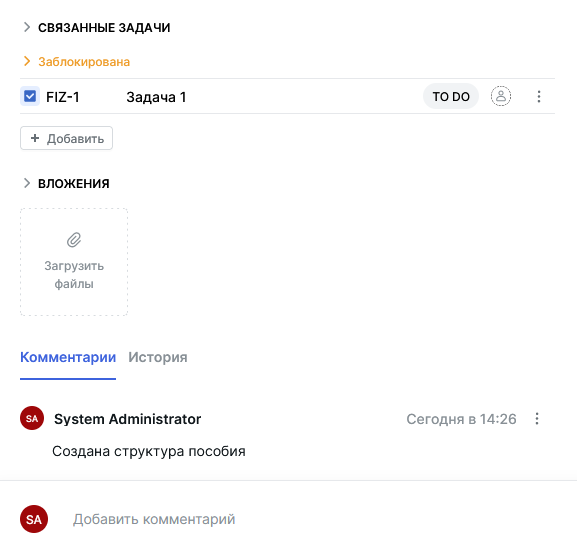 СВЯЗАННЫЕ ЗАДАЧИ
Заблокирована
FIZ-1 Задача 1 TO DO
+ Добавить
ВЛОЖЕНИЯ
Загрузить
файлы
Комментарии История
SA System Administrator Сегодня в 14:26
Создана структура пособия
SA Добавить комментарий